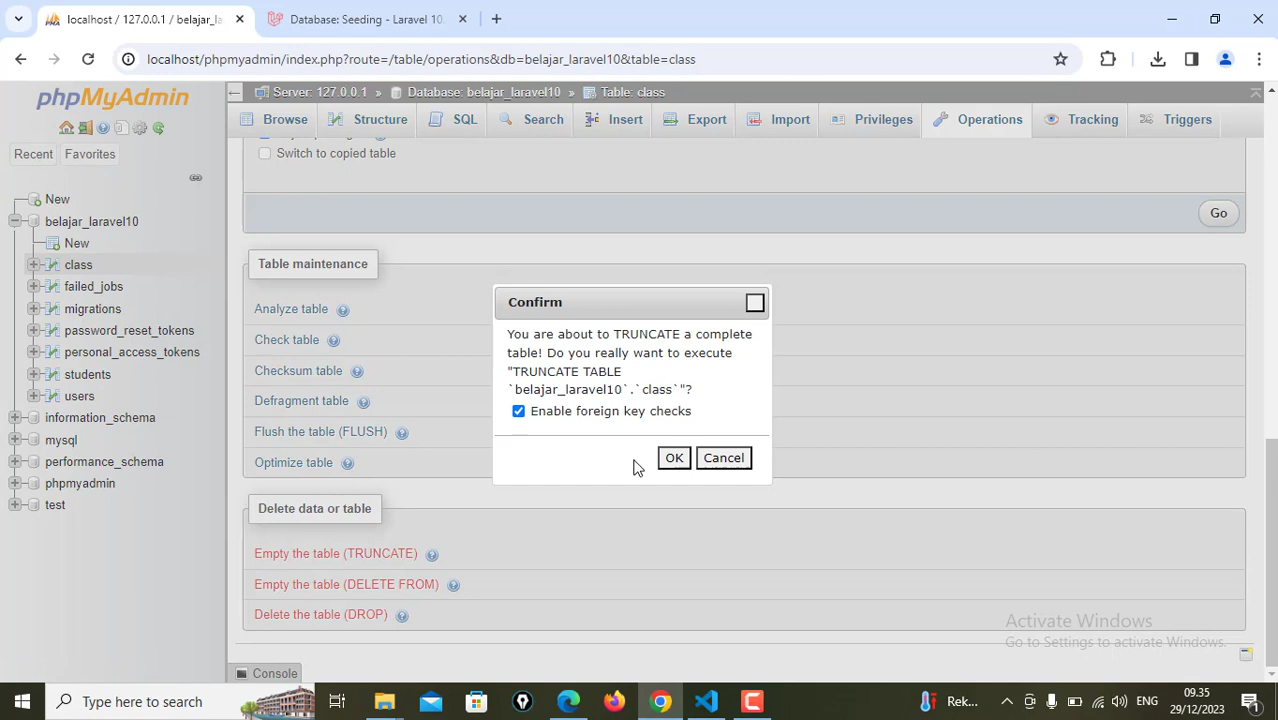 localhost / 127.0.0.1 / belajar_la
Database: Seeding - Laravel 10.
localhost/phpmyadmin/index.php?route=/table/operations&db=belajar_laravel10&table=class
phpMyAdmin
Server: 127.0.0.1 » Database: belajar_laravel10 » Table: class
Browse Structure SQL Search Insert Export Import Privileges Operations Tracking Triggers
Recent Favorites
Switch to copied table
New
belajar_laravel10
New
class
failed_jobs
migrations
password_reset_tokens
personal_access_tokens
students
users
information_schema
mysql
performance_schema
phpmyadmin
test
Go
Table maintenance
Analyze table
Check table
Checksum table
Defragment table
Flush the table (FLUSH)
Optimize table
Confirm
You are about to TRUNCATE a complete
table! Do you really want to execute
"TRUNCATE TABLE
`belajar_laravel10`.`class`"?
Enable foreign key checks
OK Cancel
Delete data or table
Empty the table (TRUNCATE)
Empty the table (DELETE FROM)
Delete the table (DROP)
Activate Windows
Go to Settings to activate Windows.
Console
Type here to search
Rek...
ENG
09.35
29/12/2023
1